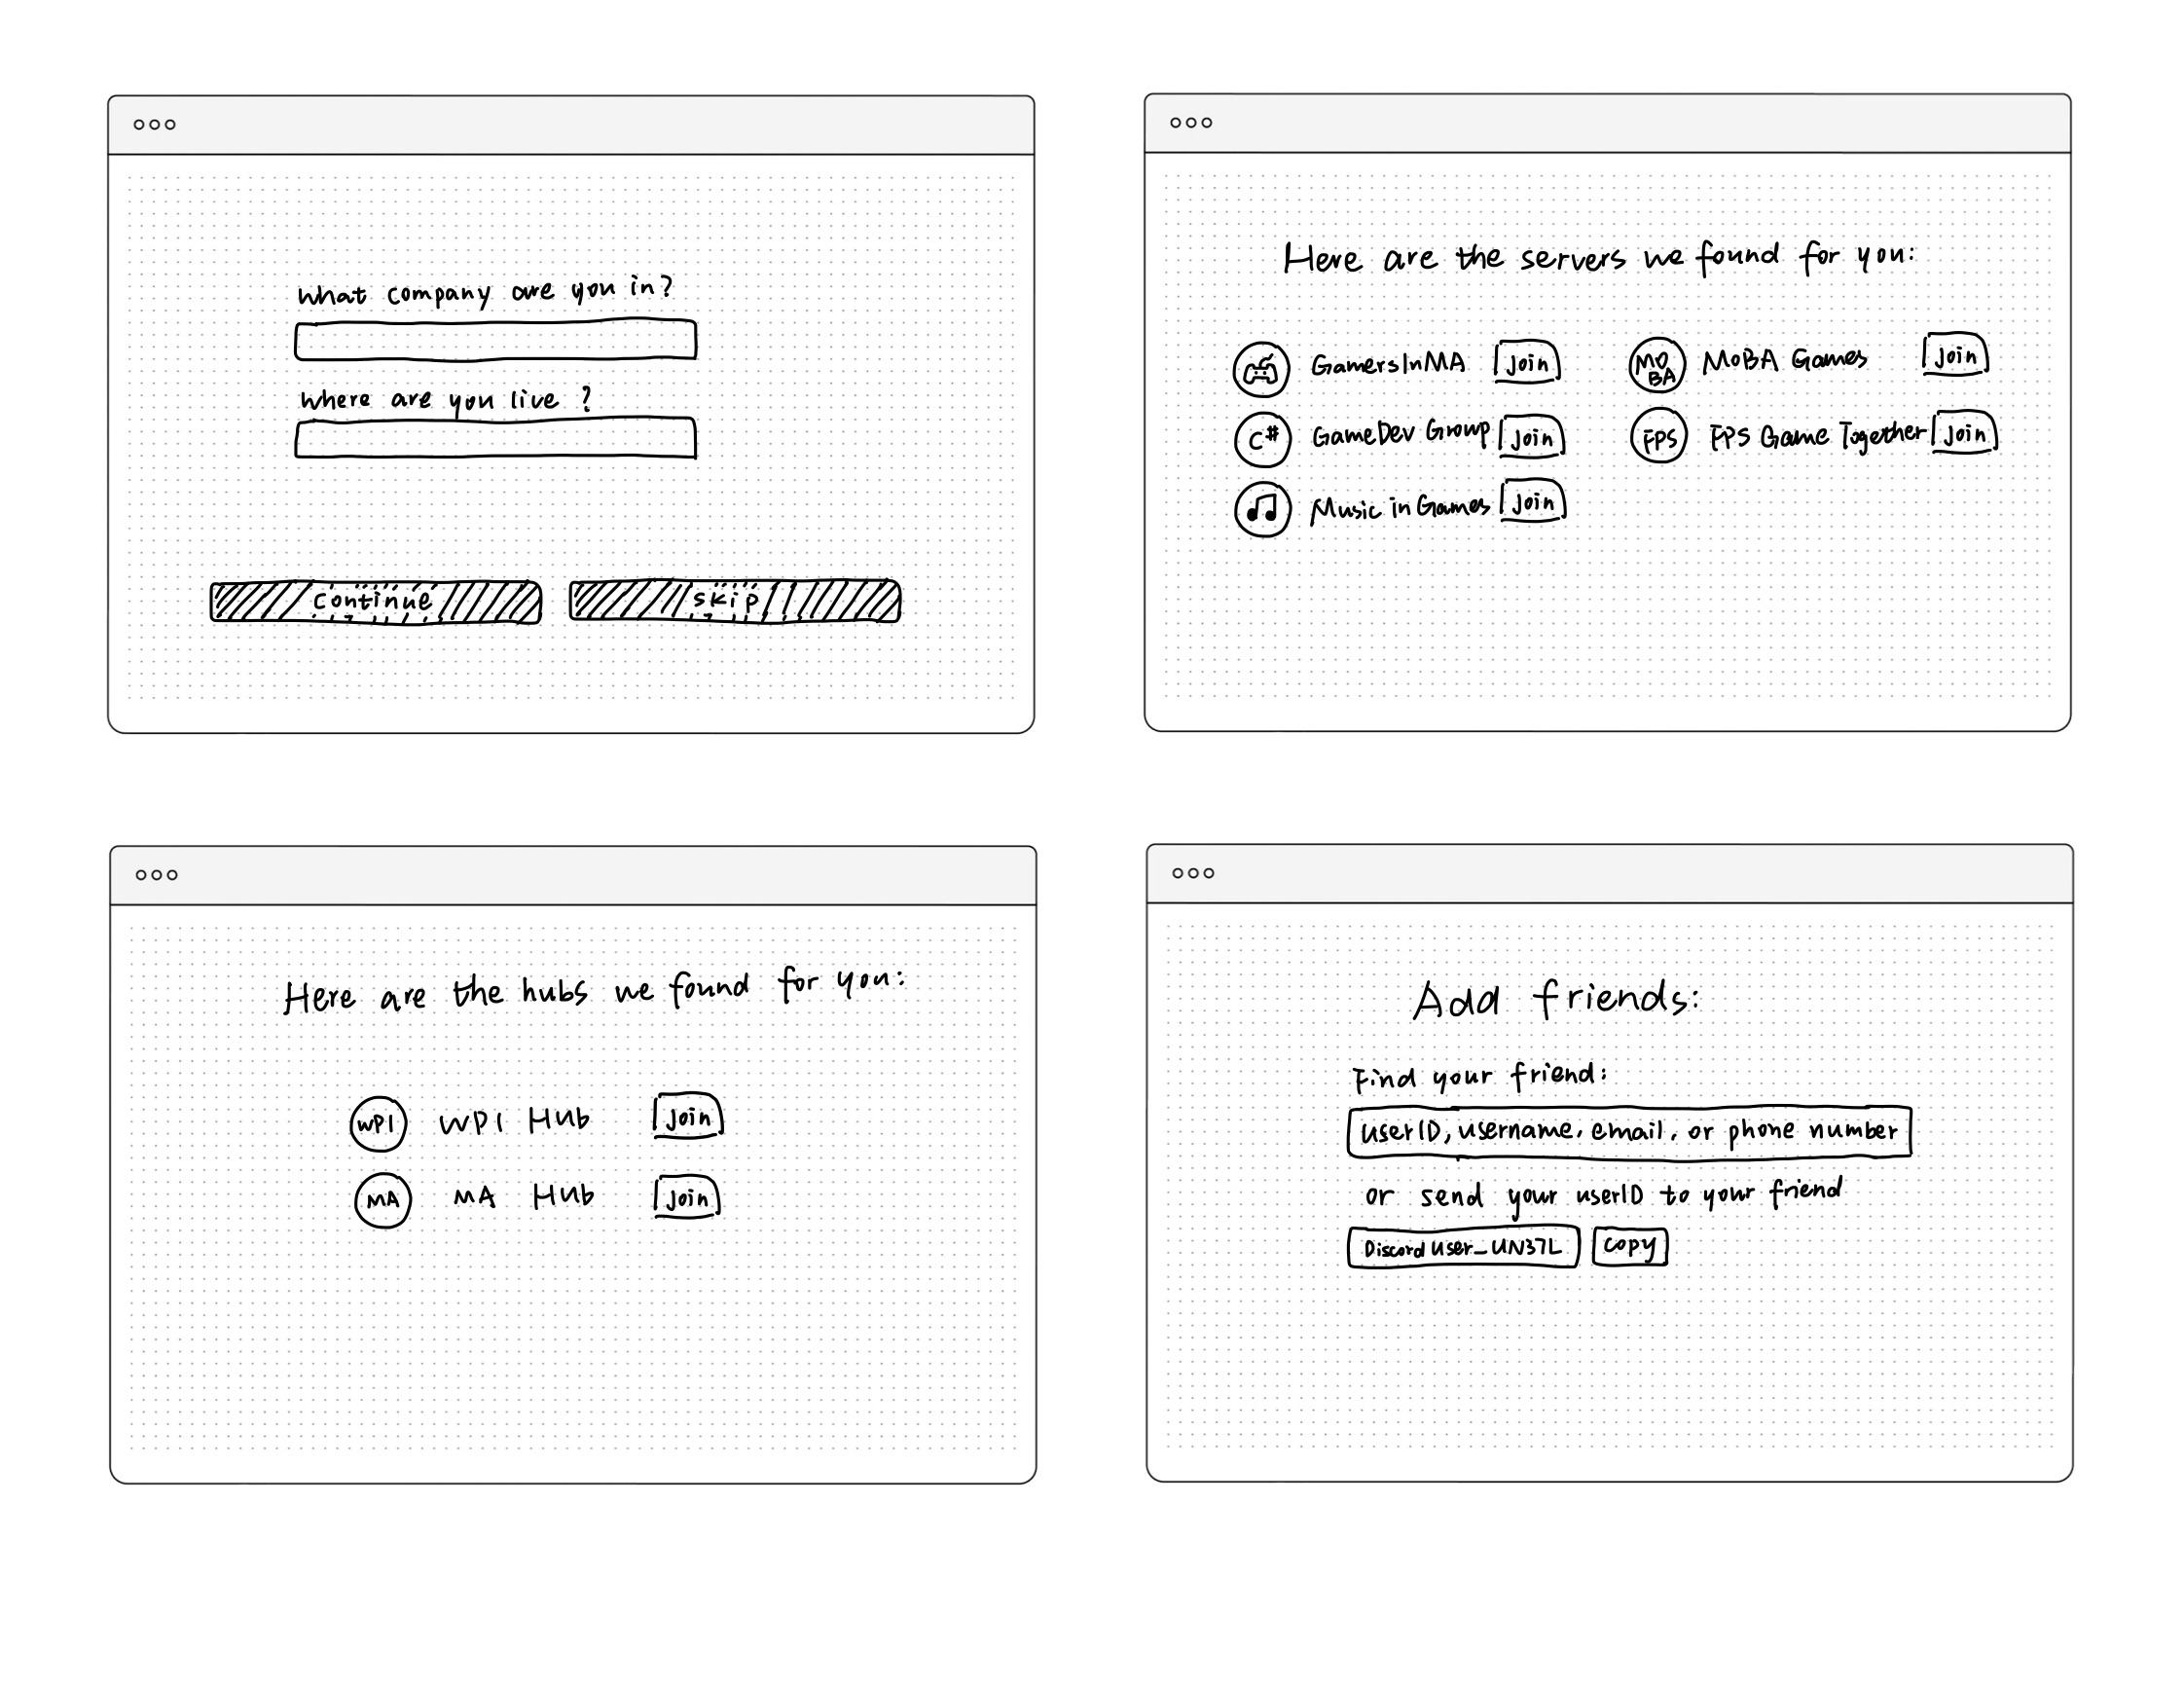 What company are you in?
Where are you live ?
Continue
skip
Here are the servers we found for you:
GamersInMA Join
MO
BA
MOBA Games Join
C# GameDev Group Join
FPS FPS Game Together Join
Music in Games Join
Here are the hubs we found for you:
WPI WPI Hub Join
MA MA Hub Join
Add friends:
Find your friend:
userID, username, email, or phone number
or send your userID to your friend
DiscordUser_UN37L Copy